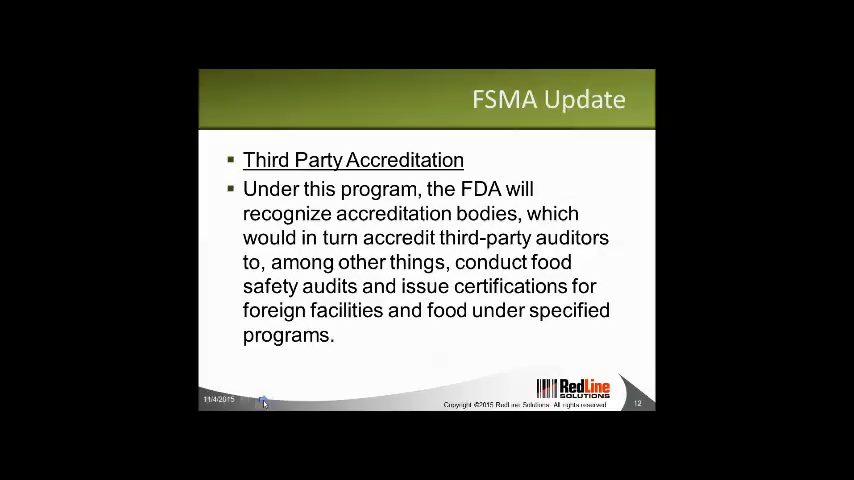 FSMA Update
Third Party Accreditation
Under this program, the FDA will
recognize accreditation bodies, which
would in turn accredit third-party auditors
to, among other things, conduct food
safety audits and issue certifications for
foreign facilities and food under specified
programs.
RedLine
SOLUTIONS
11/4/2015
Copyright ©2015 RedLine Solutions. All rights reserved.
12